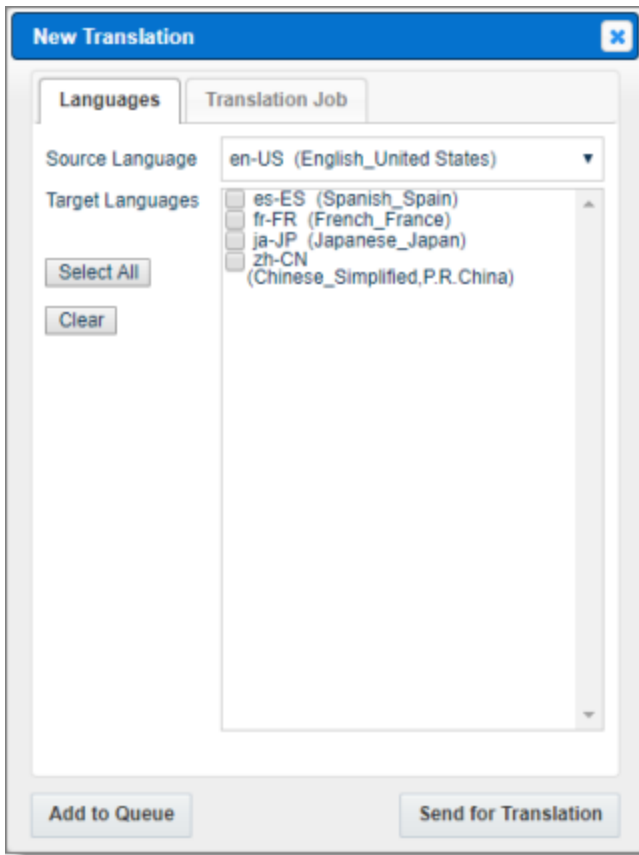 New Translation
Languages
Translation Job
Source Language
en-US (English_United States)
Target Languages
es-ES (Spanish_Spain)
fr-FR (French_France)
ja-JP (Japanese_Japan)
zh-CN
(Chinese_Simplified,P.R.China)
Select All
Clear
Add to Queue
Send for Translation